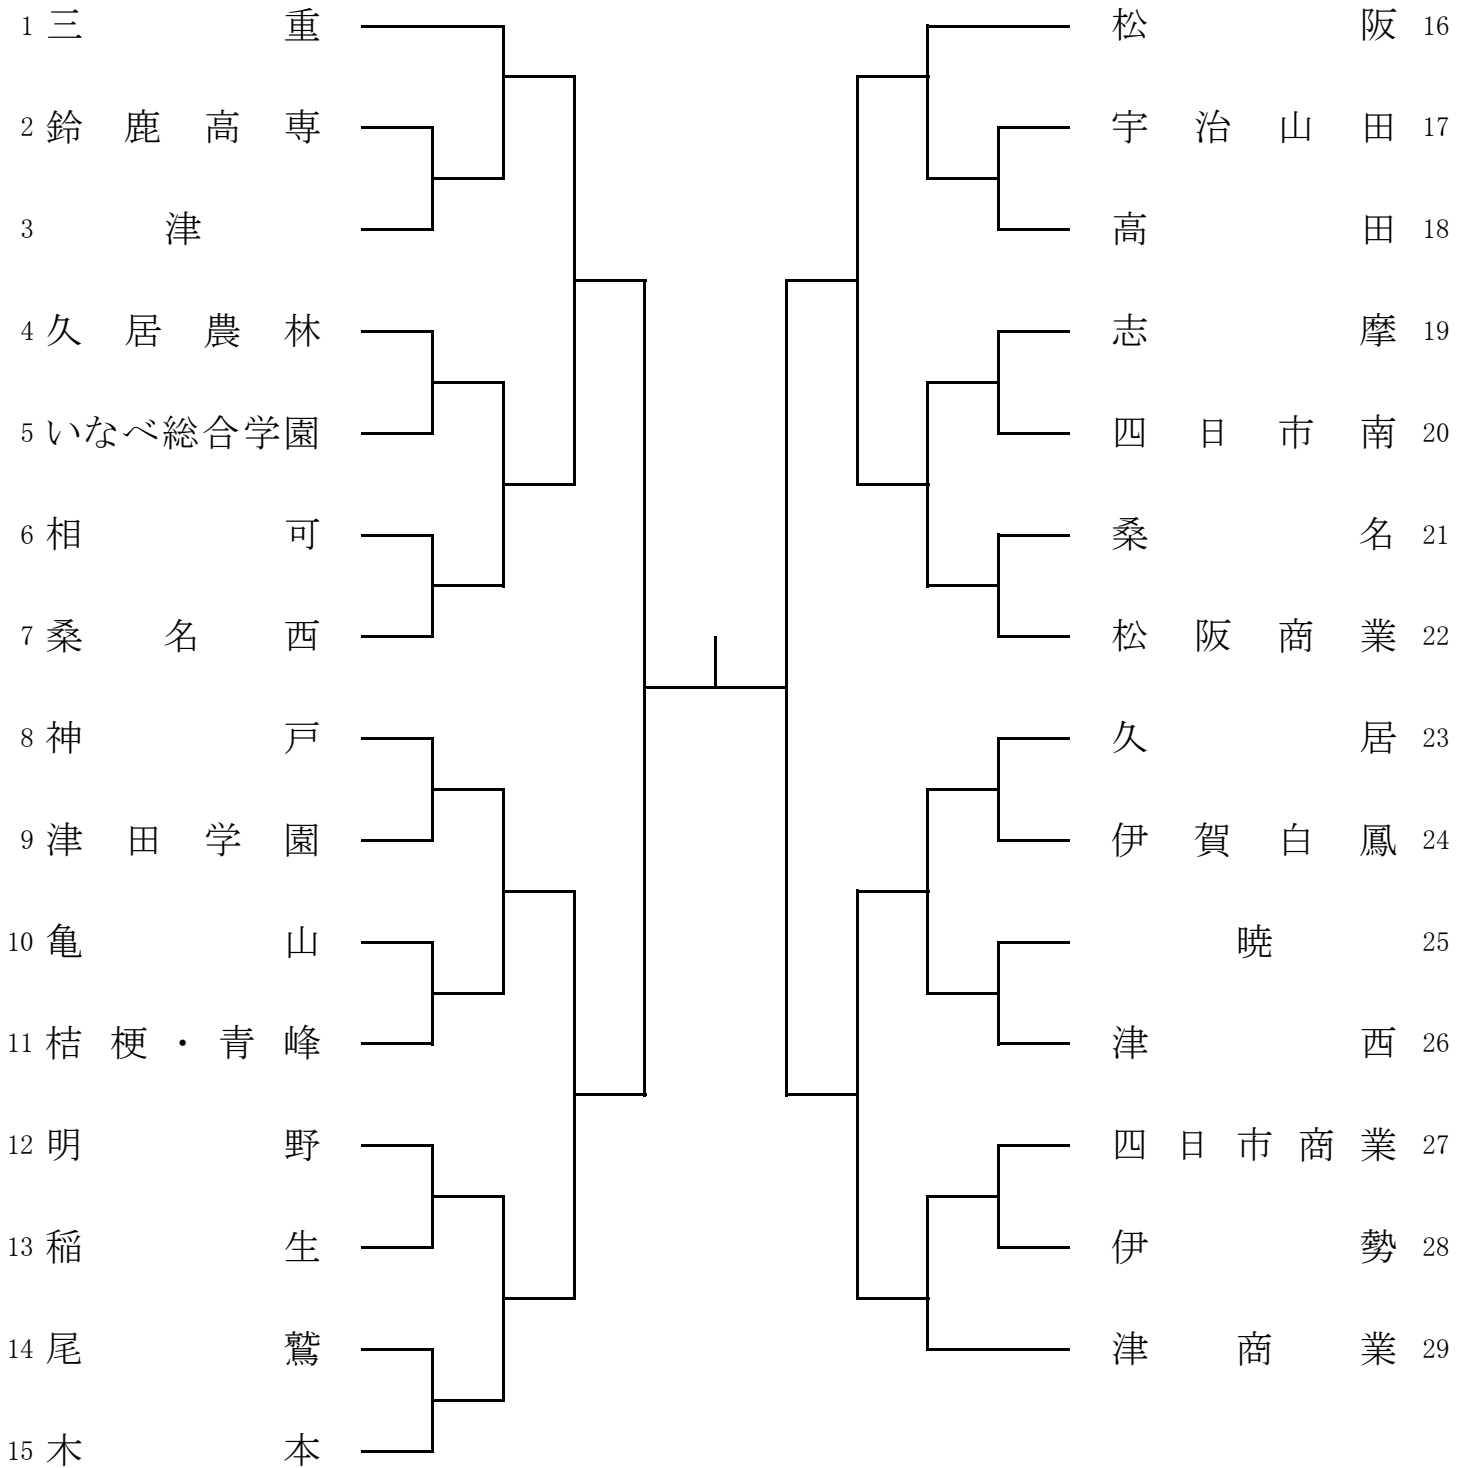 1 三重
2 鈴鹿高専
3 津
4 久居農林
5 いなべ総合学園
6 相可
7 桑名西
8 神戸
9 津田学園
10 亀山
11 桔梗・青峰
12 明野
13 稲生
14 尾鷲
15 木本
松阪 16
宇治山田 17
高田 18
志摩 19
四日市南 20
桑名 21
松阪商業 22
久居 23
伊賀白鳳 24
暁 25
津西 26
四日市商業 27
伊勢 28
津商業 29